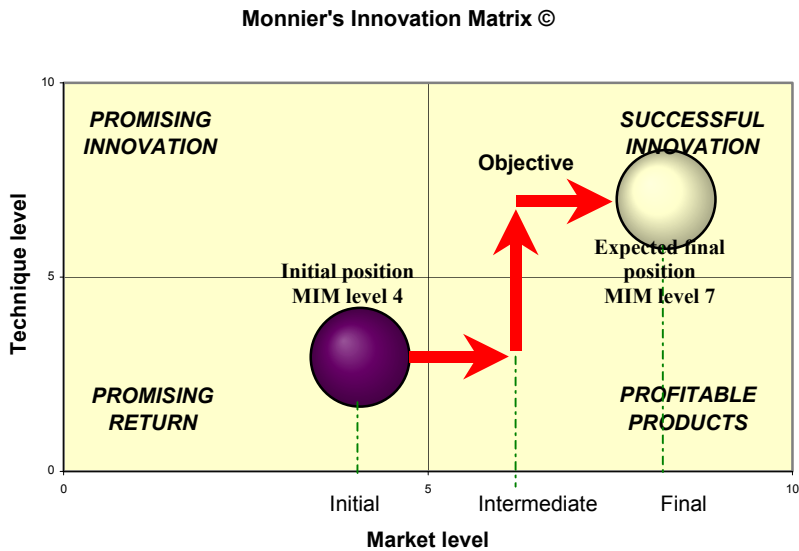 Monnier's Innovation Matrix ©
10
PROMISING
INNOVATION
SUCCESSFUL
INNOVATION
Objective
Technique level
5
Initial position
MIM level 4
Expected final
position
MIM level 7
PROMISING
RETURN
PROFITABLE
PRODUCTS
0
0
5
10
Initial
Intermediate
Final
Market level